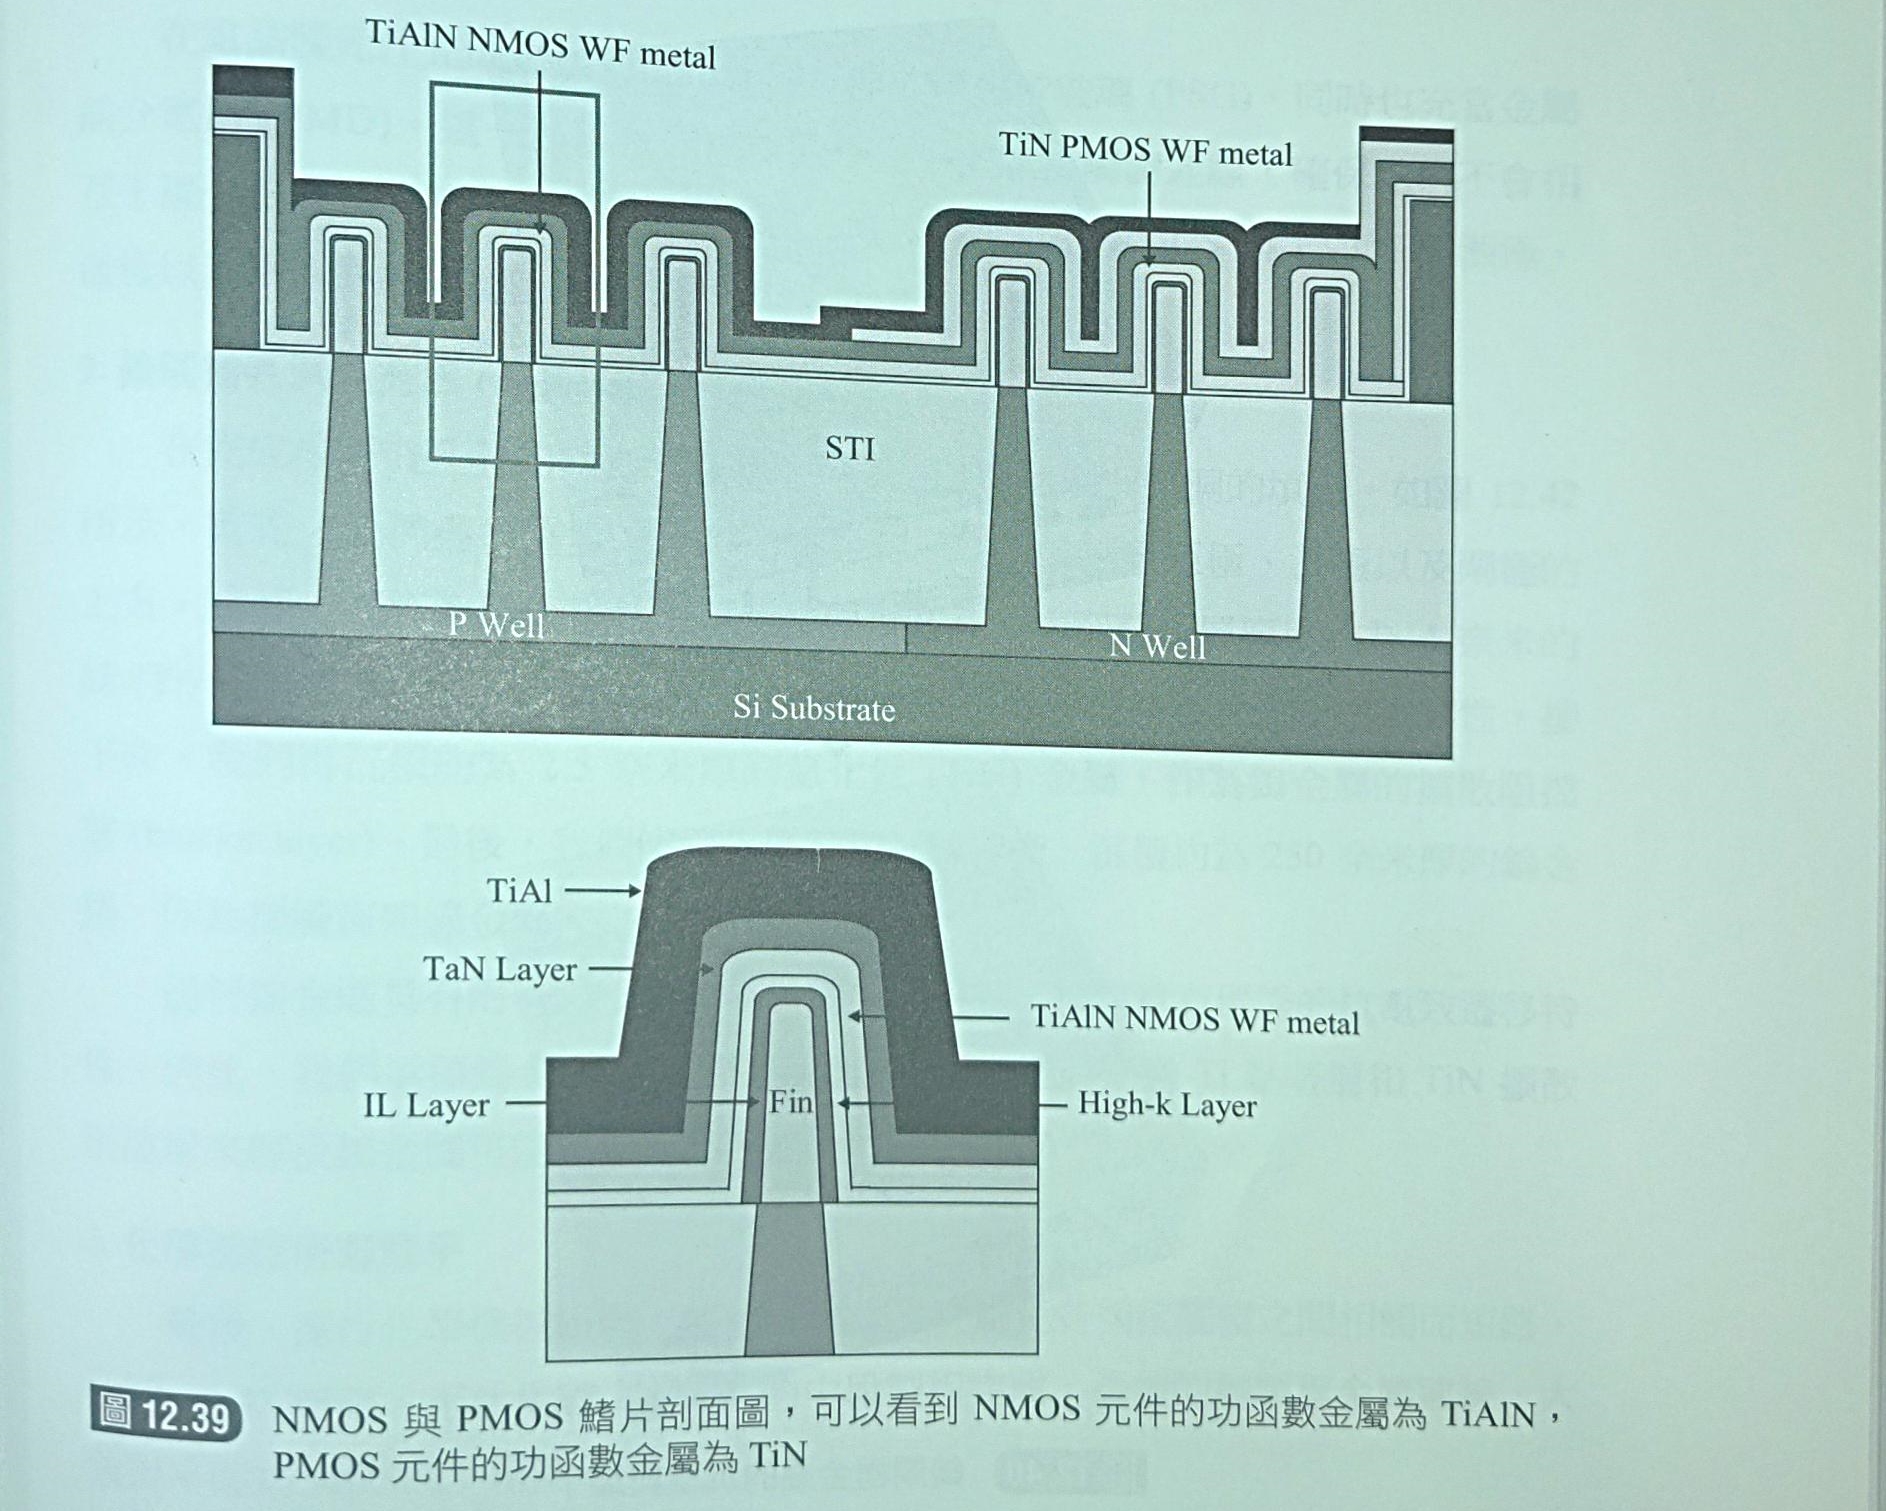 TiAlN NMOS WF metal
TiN PMOS WF metal
STI
P Well
N Well
Si Substrate
TiAl
TaN Layer
TiAlN NMOS WF metal
IL Layer
Fin
High-k Layer
圖 12.39 NMOS 與 PMOS 鰭片剖面圖，可以看到 NMOS 元件的功函數金屬為 TiAlN，
PMOS 元件的功函數金屬為 TiN